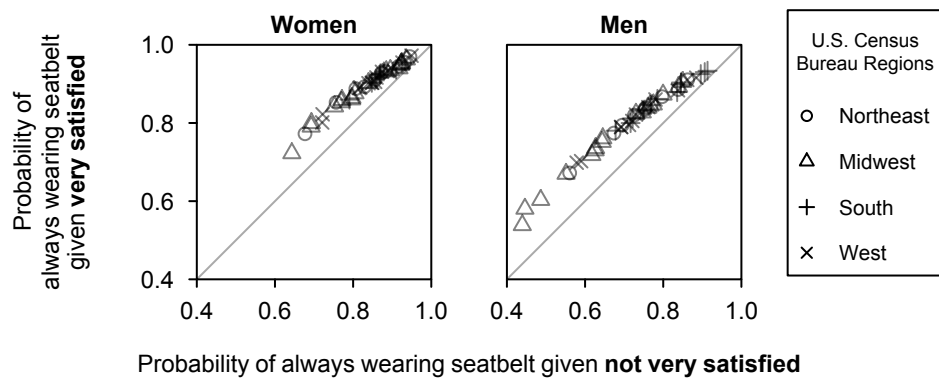 Women
Men
Probability of
always wearing seatbelt
given very satisfied
1.0
0.8
0.6
0.4
0.4 0.6 0.8 1.0
0.4 0.6 0.8 1.0
Probability of always wearing seatbelt given not very satisfied
U.S. Census
Bureau Regions
Northeast
Midwest
South
West